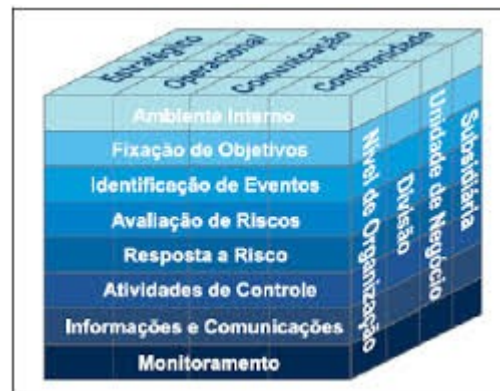 Estratégico
Operacional
Comunicação
Conformidade
Ambiente Interno
Fixação de Objetivos
Identificação de Eventos
Avaliação de Riscos
Resposta a Risco
Atividades de Controle
Informações e Comunicações
Monitoramento
Nível de Organização
Divisão
Unidade de Negócio
Subsidiária